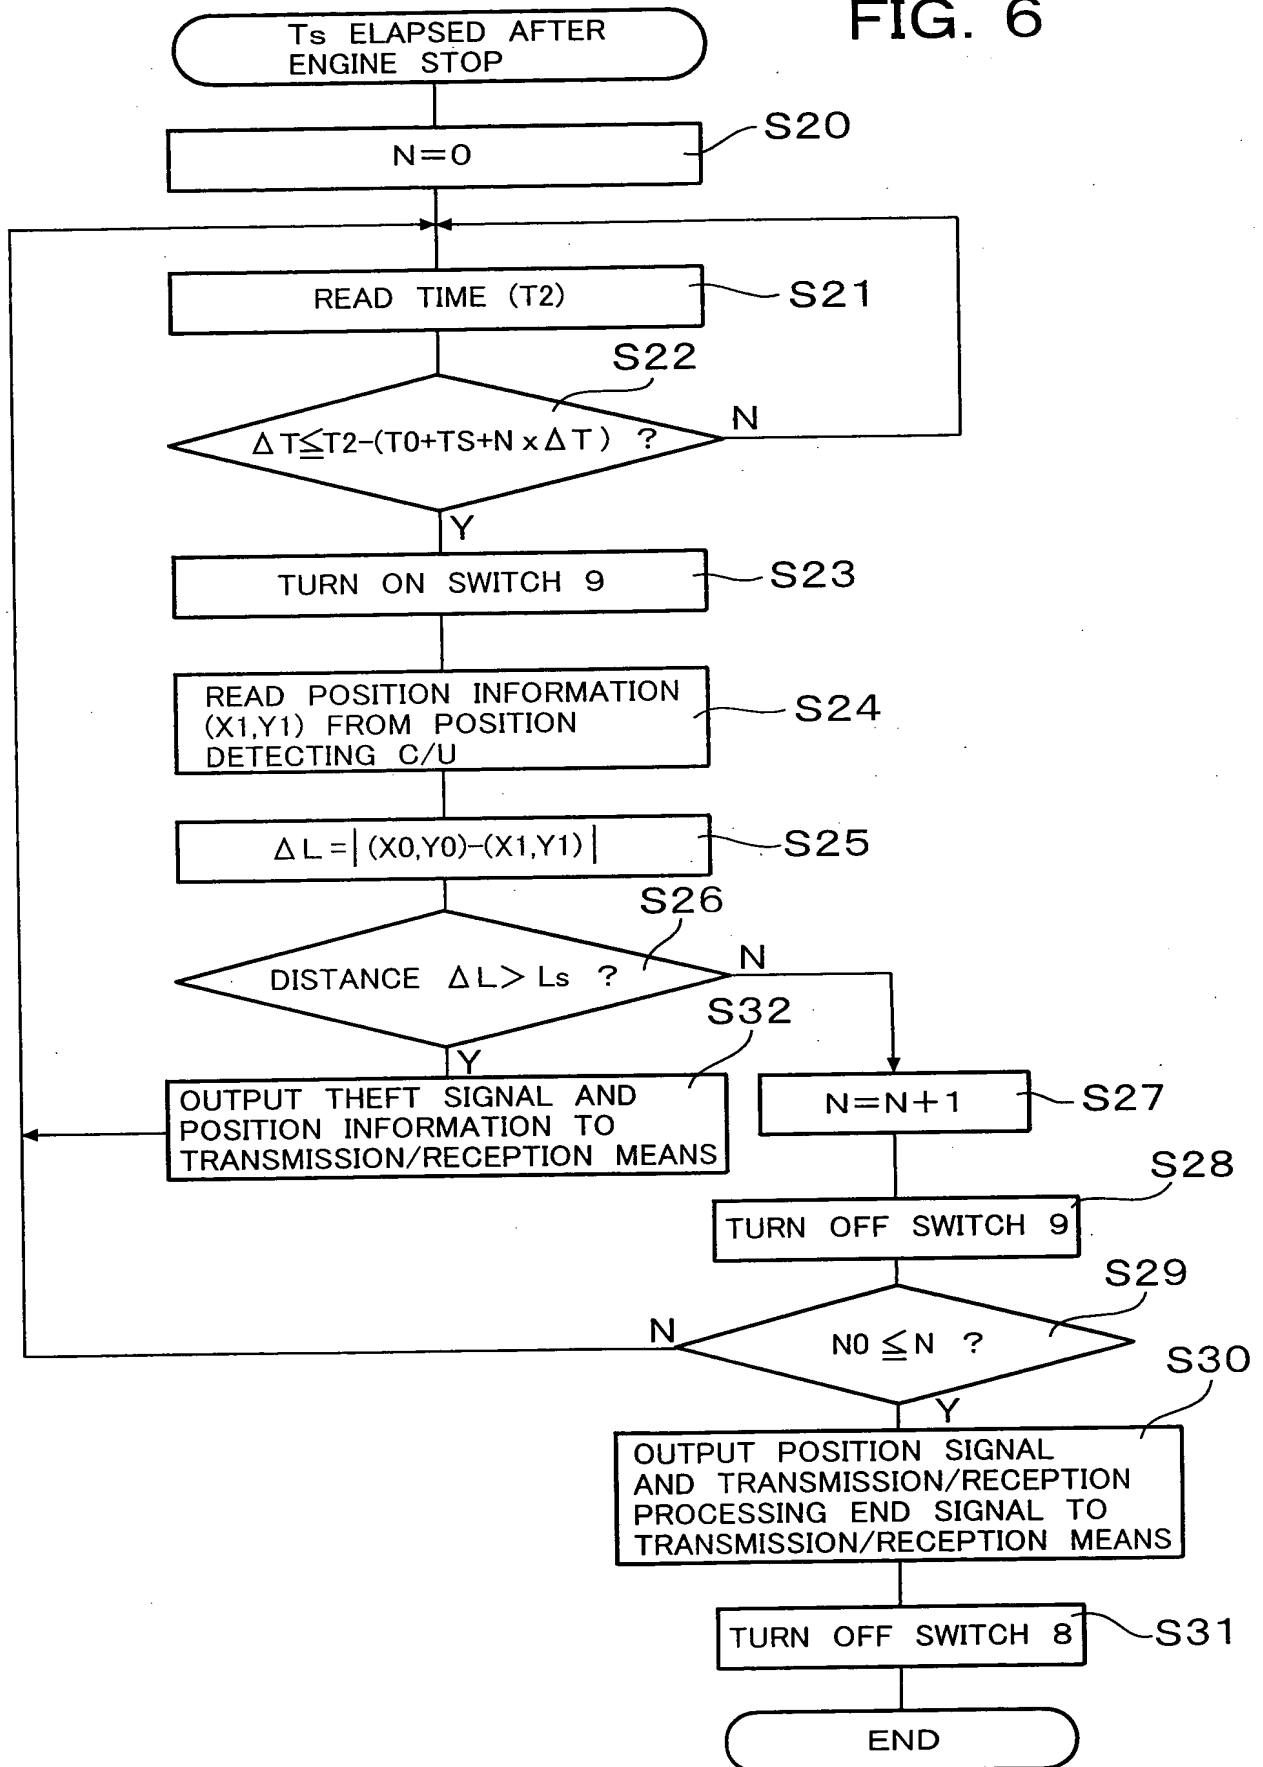 FIG. 6
Ts ELAPSED AFTER
ENGINE STOP
S20
N=0
S21
READ TIME (T2)
S22
ΔT≦T2-(T0+TS+N x ΔT) ?
N
Y
S23
TURN ON SWITCH 9
READ POSITION INFORMATION
(X1,Y1) FROM POSITION
DETECTING C/U
S24
ΔL=|(X0,Y0)-(X1,Y1)|
S25
S26
DISTANCE ΔL> Ls ?
N
Y
S32
OUTPUT THEFT SIGNAL AND
POSITION INFORMATION TO
TRANSMISSION/RECEPTION MEANS
N=N+1
S27
S28
TURN OFF SWITCH 9
S29
N0 ≦ N ?
N
Y
S30
OUTPUT POSITION SIGNAL
AND TRANSMISSION/RECEPTION
PROCESSING END SIGNAL TO
TRANSMISSION/RECEPTION MEANS
TURN OFF SWITCH 8
S31
END